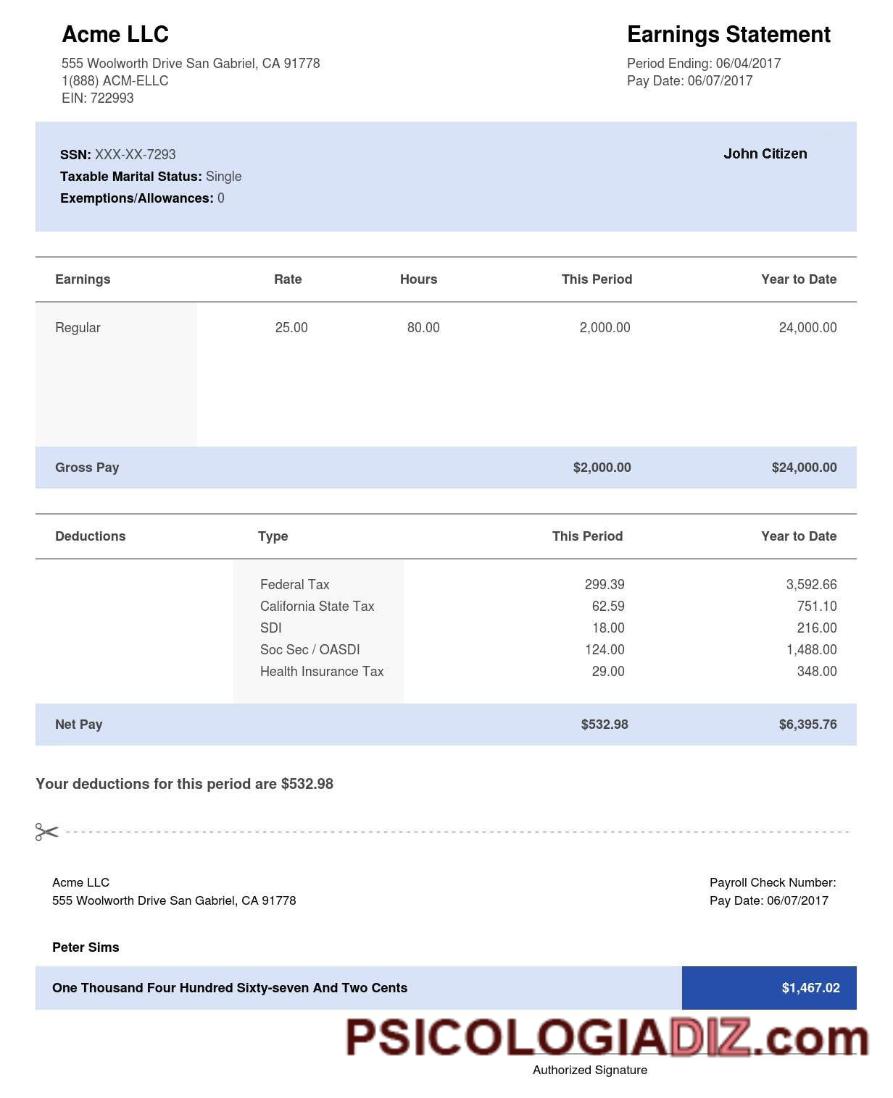 Acme LLC
Earnings Statement
555 Woolworth Drive San Gabriel, CA 91778
Period Ending: 06/04/2017
1(888) ACM-ELLC
Pay Date: 06/07/2017
EIN: 722993
SSN: XXX-XX-7293
John Citizen
Taxable Marital Status: Single
Exemptions/Allowances: 0
Earnings Rate Hours This Period Year to Date
Regular 25.00 80.00 2,000.00 24,000.00
Gross Pay $2,000.00 $24,000.00
Deductions Type This Period Year to Date
Federal Tax 299.39 3,592.66
California State Tax 62.59 751.10
SDI 18.00 216.00
Soc Sec / OASDI 124.00 1,488.00
Health Insurance Tax 29.00 348.00
Net Pay $532.98 $6,395.76
Your deductions for this period are $532.98
Acme LLC
Payroll Check Number:
555 Woolworth Drive San Gabriel, CA 91778
Pay Date: 06/07/2017
Peter Sims
One Thousand Four Hundred Sixty-seven And Two Cents $1,467.02
PSICOLOGIADIZ.com
Authorized Signature